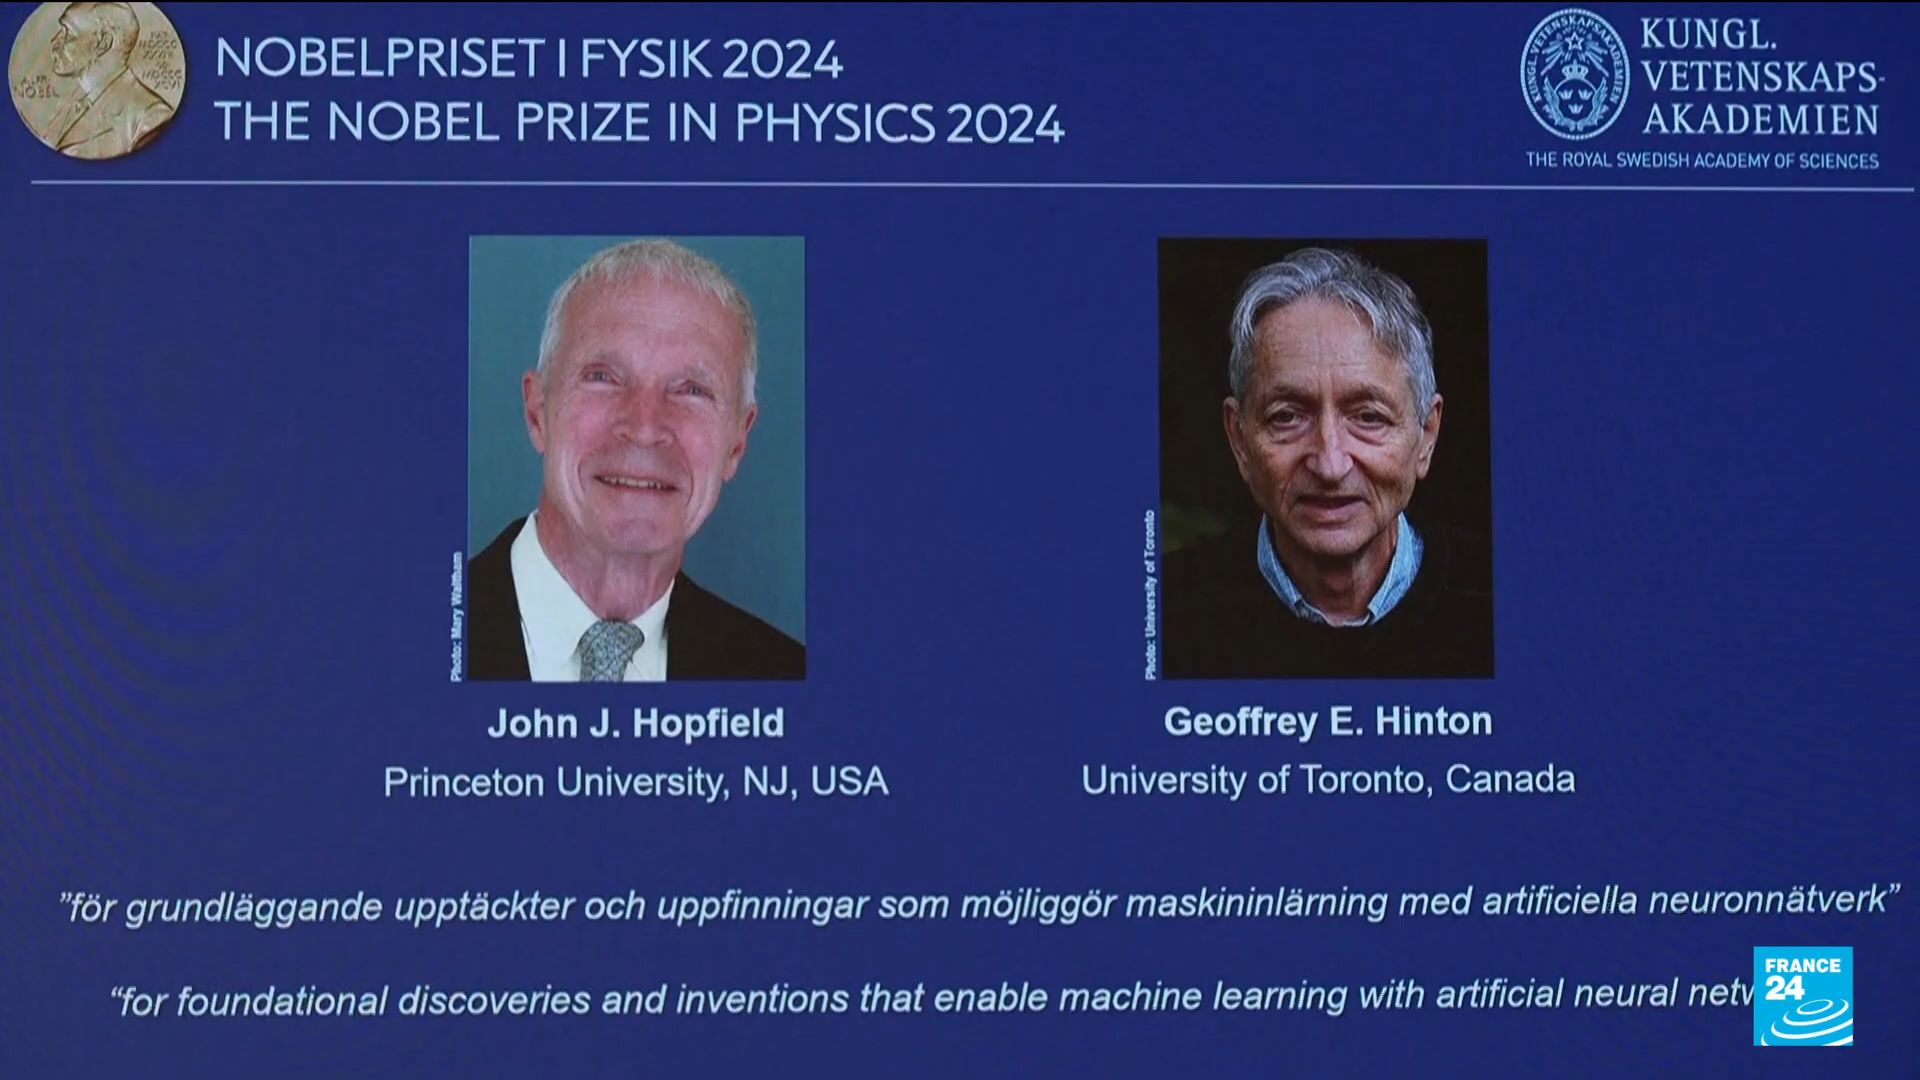 NOBELPRISET I FYSIK 2024
THE NOBEL PRIZE IN PHYSICS 2024
KUNGL.
VETENSKAPS-
AKADEMIEN
THE ROYAL SWEDISH ACADEMY OF SCIENCES
Photo: Mary Waltham
Photo: University of Toronto
John J. Hopfield
Princeton University, NJ, USA
Geoffrey E. Hinton
University of Toronto, Canada
”för grundläggande upptäckter och uppfinningar som möjliggör maskininlärning med artificiella neuronnätverk”
“for foundational discoveries and inventions that enable machine learning with artificial neural netw
FRANCE
24